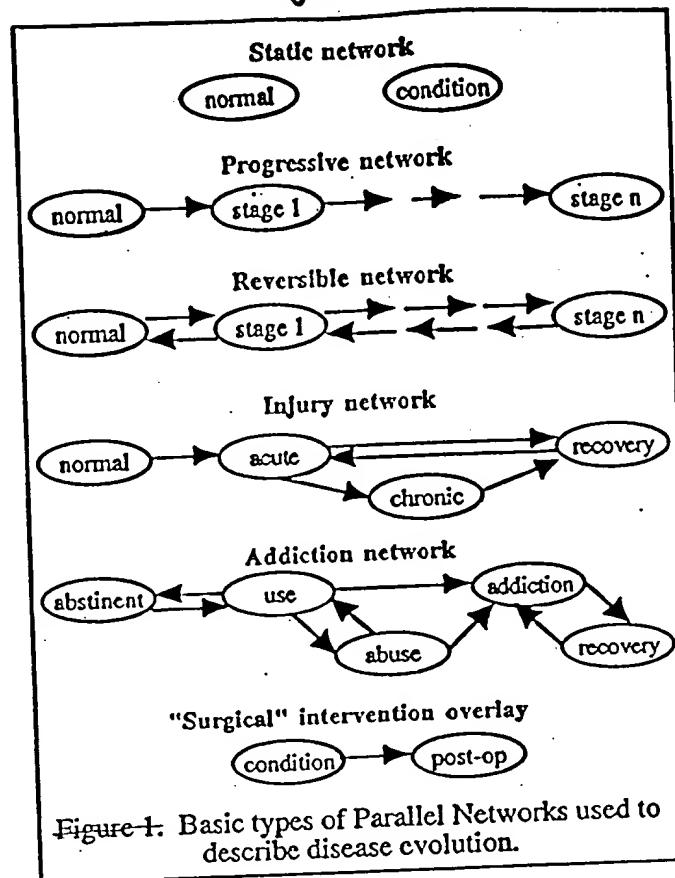 Static network
normal condition
Progressive network
normal stage 1 stage n
Reversible network
normal stage 1 stage n
Injury network
normal acute recovery
chronic
Addiction network
abstinent use addiction
abuse recovery
"Surgical" intervention overlay
condition post-op
Figure 1. Basic types of Parallel Networks used to
describe disease evolution.